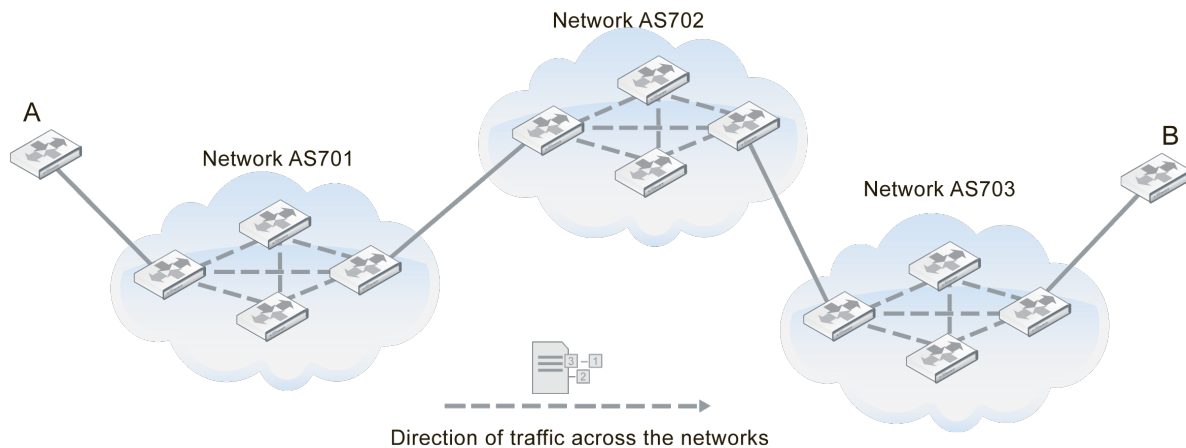 Network AS702
A
Network AS701
B
Network AS703
3
1
2
Direction of traffic across the networks